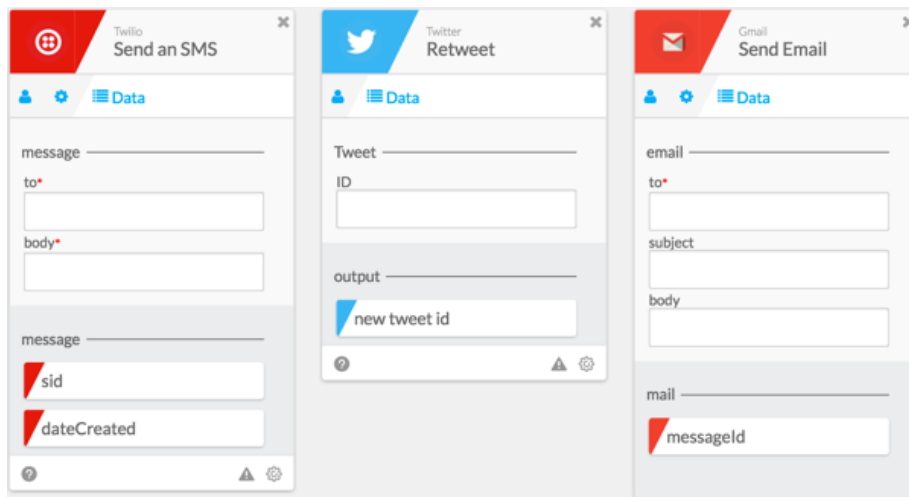 Twilio
Send an SMS
Data
message
to*
body*
message
sid
dateCreated
Twitter
Retweet
Data
Tweet
ID
output
new tweet id
Gmail
Send Email
Data
email
to*
subject
body
mail
messageId